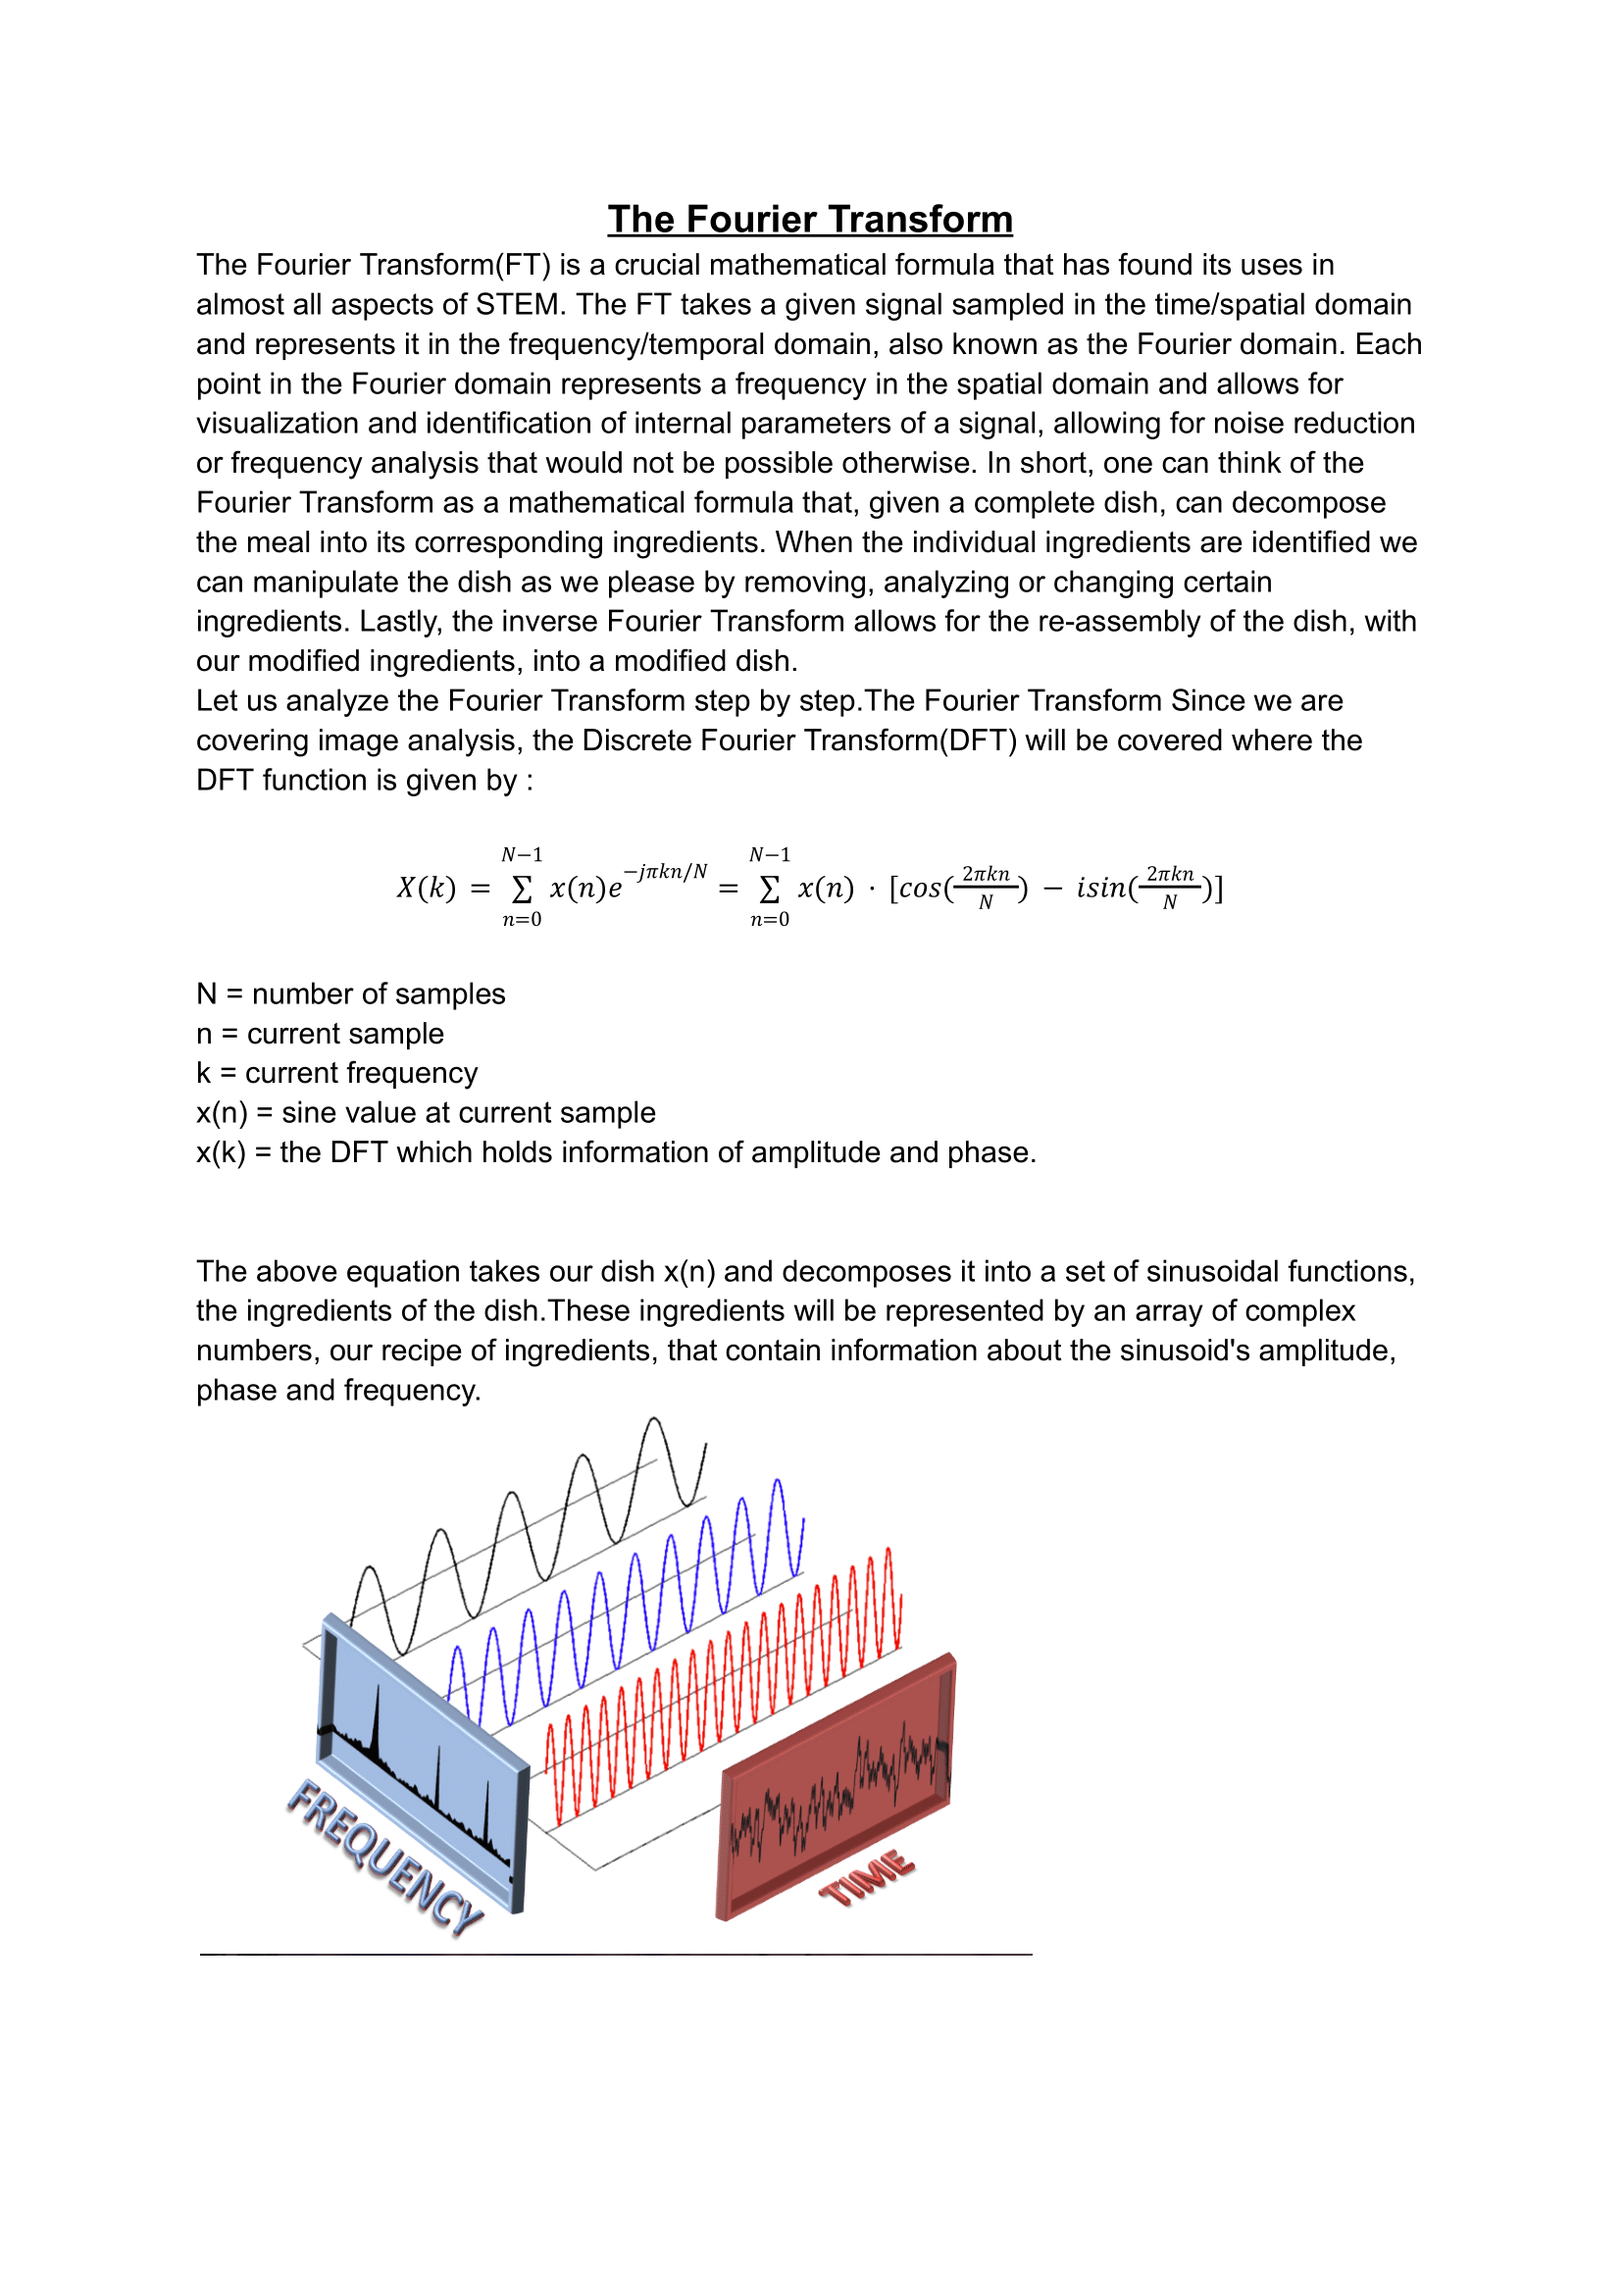 The Fourier Transform
The Fourier Transform(FT) is a crucial mathematical formula that has found its uses in
almost all aspects of STEM. The FT takes a given signal sampled in the time/spatial domain
and represents it in the frequency/temporal domain, also known as the Fourier domain. Each
point in the Fourier domain represents a frequency in the spatial domain and allows for
visualization and identification of internal parameters of a signal, allowing for noise reduction
or frequency analysis that would not be possible otherwise. In short, one can think of the
Fourier Transform as a mathematical formula that, given a complete dish, can decompose
the meal into its corresponding ingredients. When the individual ingredients are identified we
can manipulate the dish as we please by removing, analyzing or changing certain
ingredients. Lastly, the inverse Fourier Transform allows for the re-assembly of the dish, with
our modified ingredients, into a modified dish.
Let us analyze the Fourier Transform step by step.The Fourier Transform Since we are
covering image analysis, the Discrete Fourier Transform(DFT) will be covered where the
DFT function is given by :
X(k) = ∑_{n=0}^{N−1} x(n)e^{−jπkn/N} = ∑_{n=0}^{N−1} x(n) · [cos(2πkn/N) − isin(2πkn/N)]
N = number of samples
n = current sample
k = current frequency
x(n) = sine value at current sample
x(k) = the DFT which holds information of amplitude and phase.
The above equation takes our dish x(n) and decomposes it into a set of sinusoidal functions,
the ingredients of the dish.These ingredients will be represented by an array of complex
numbers, our recipe of ingredients, that contain information about the sinusoid's amplitude,
phase and frequency.
FREQUENCY
TIME